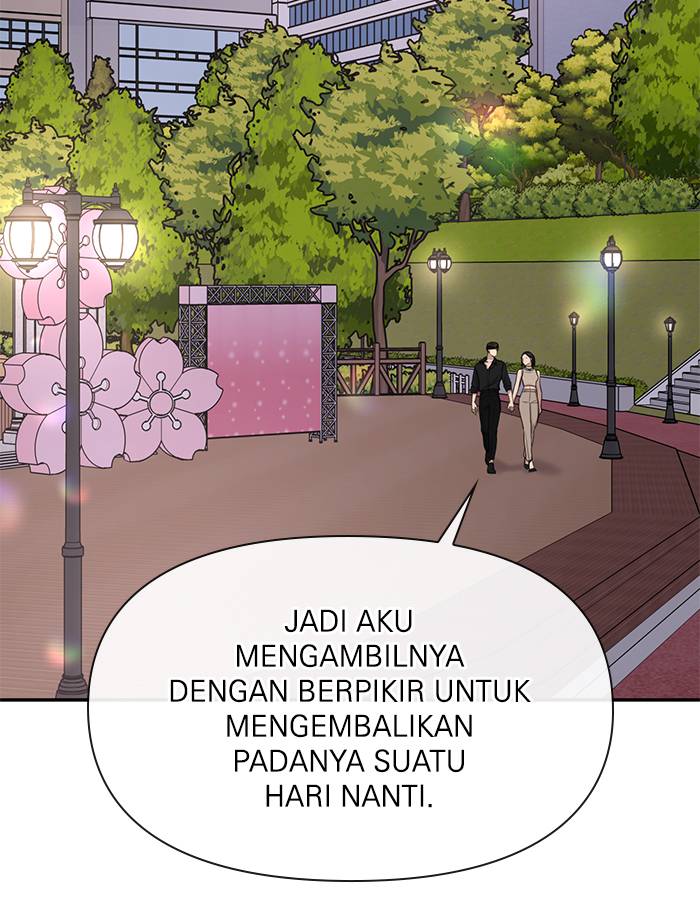 JADI AKU
MENGAMBILNYA
DENGAN BERPIKIR UNTUK
MENGEMBALIKAN
PADANYA SUATU
HARI NANTI.